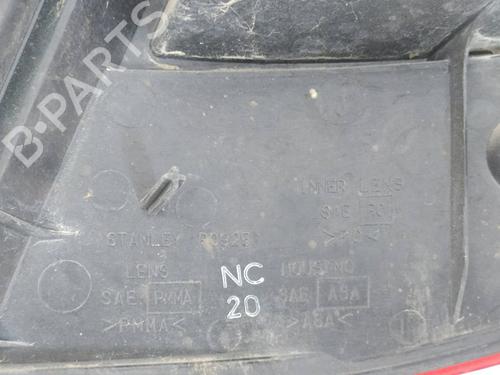 B-PARTS
INNER LENS
SAE
STANLEY
LENS
NC
HOUSING
SAE PMMA
20
SAE ASA
>PMMA<
>ASA<